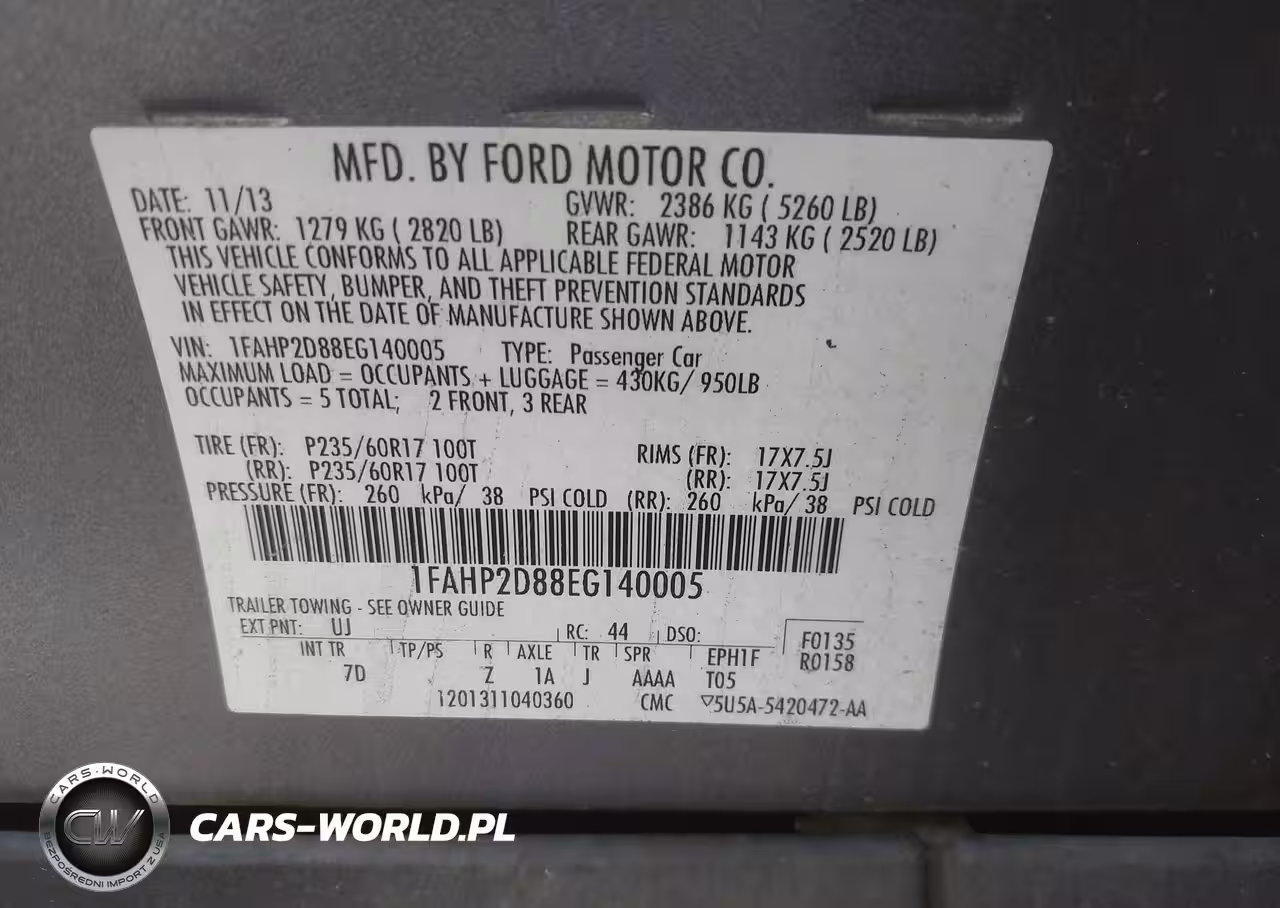 MFD. BY FORD MOTOR CO.
DATE: 11/13 GVWR: 2386 KG ( 5260 LB)
FRONT GAWR: 1279 KG ( 2820 LB) REAR GAWR: 1143 KG ( 2520 LB)
THIS VEHICLE CONFORMS TO ALL APPLICABLE FEDERAL MOTOR
VEHICLE SAFETY, BUMPER, AND THEFT PREVENTION STANDARDS
IN EFFECT ON THE DATE OF MANUFACTURE SHOWN ABOVE.
VIN: 1FAHP2D88EG140005 TYPE: Passenger Car
MAXIMUM LOAD = OCCUPANTS + LUGGAGE = 430KG/ 950LB
OCCUPANTS = 5 TOTAL; 2 FRONT, 3 REAR
TIRE (FR): P235/60R17 100T RIMS (FR): 17X7.5J
(RR): P235/60R17 100T (RR): 17X7.5J
PRESSURE (FR): 260 kPa/ 38 PSI COLD (RR): 260 kPa/ 38 PSI COLD
1FAHP2D88EG140005
TRAILER TOWING - SEE OWNER GUIDE
EXT PNT: UJ RC: 44 DSO: F0135
INT TR TP/PS R AXLE TR SPR EPH1F R0158
7D Z 1A J AAAA T05
1201311040360 CMC ▽5U5A-5420472-AA
CARS-WORLD
CW
BEZPOŚREDNI IMPORT Z USA
CARS-WORLD.PL